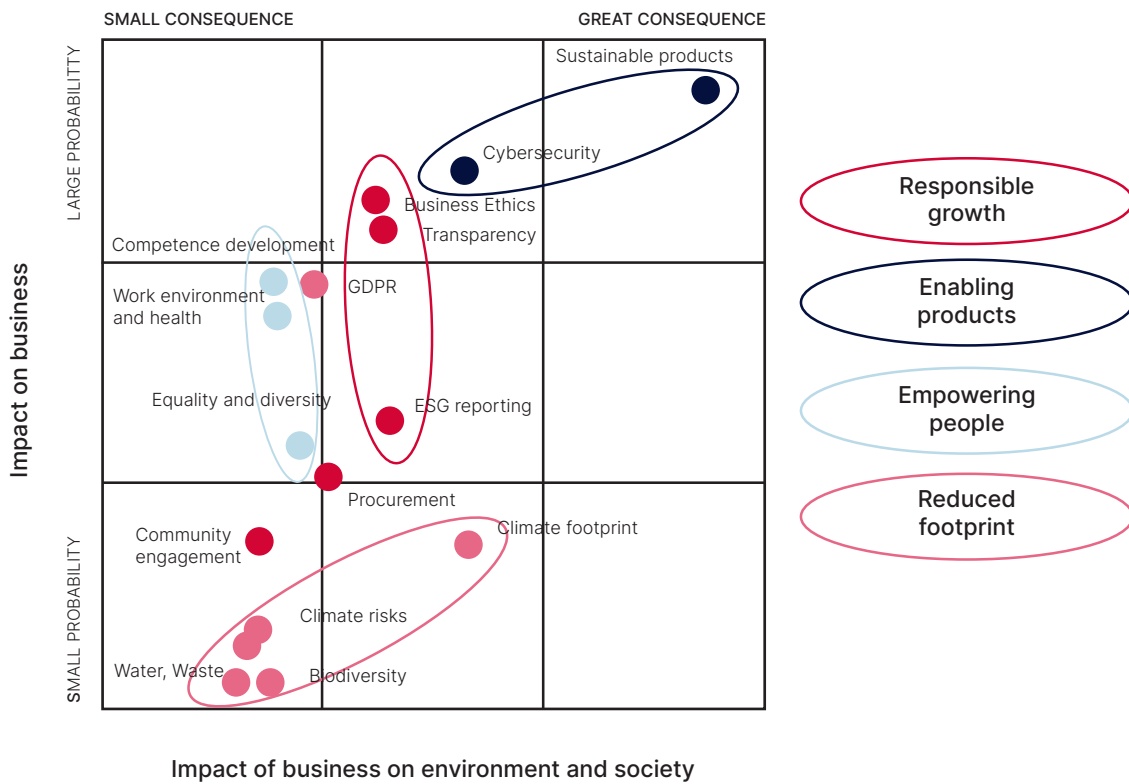 SMALL CONSEQUENCE
GREAT CONSEQUENCE
LARGE PROBABILITTY
SMALL PROBABILITY
Impact on business
Sustainable products
Cybersecurity
Business Ethics
Transparency
Competence development
GDPR
Work environment
and health
Equality and diversity
ESG reporting
Procurement
Community
engagement
Climate footprint
Climate risks
Water, Waste
Biodiversity
Impact of business on environment and society
Responsible
growth
Enabling
products
Empowering
people
Reduced
footprint